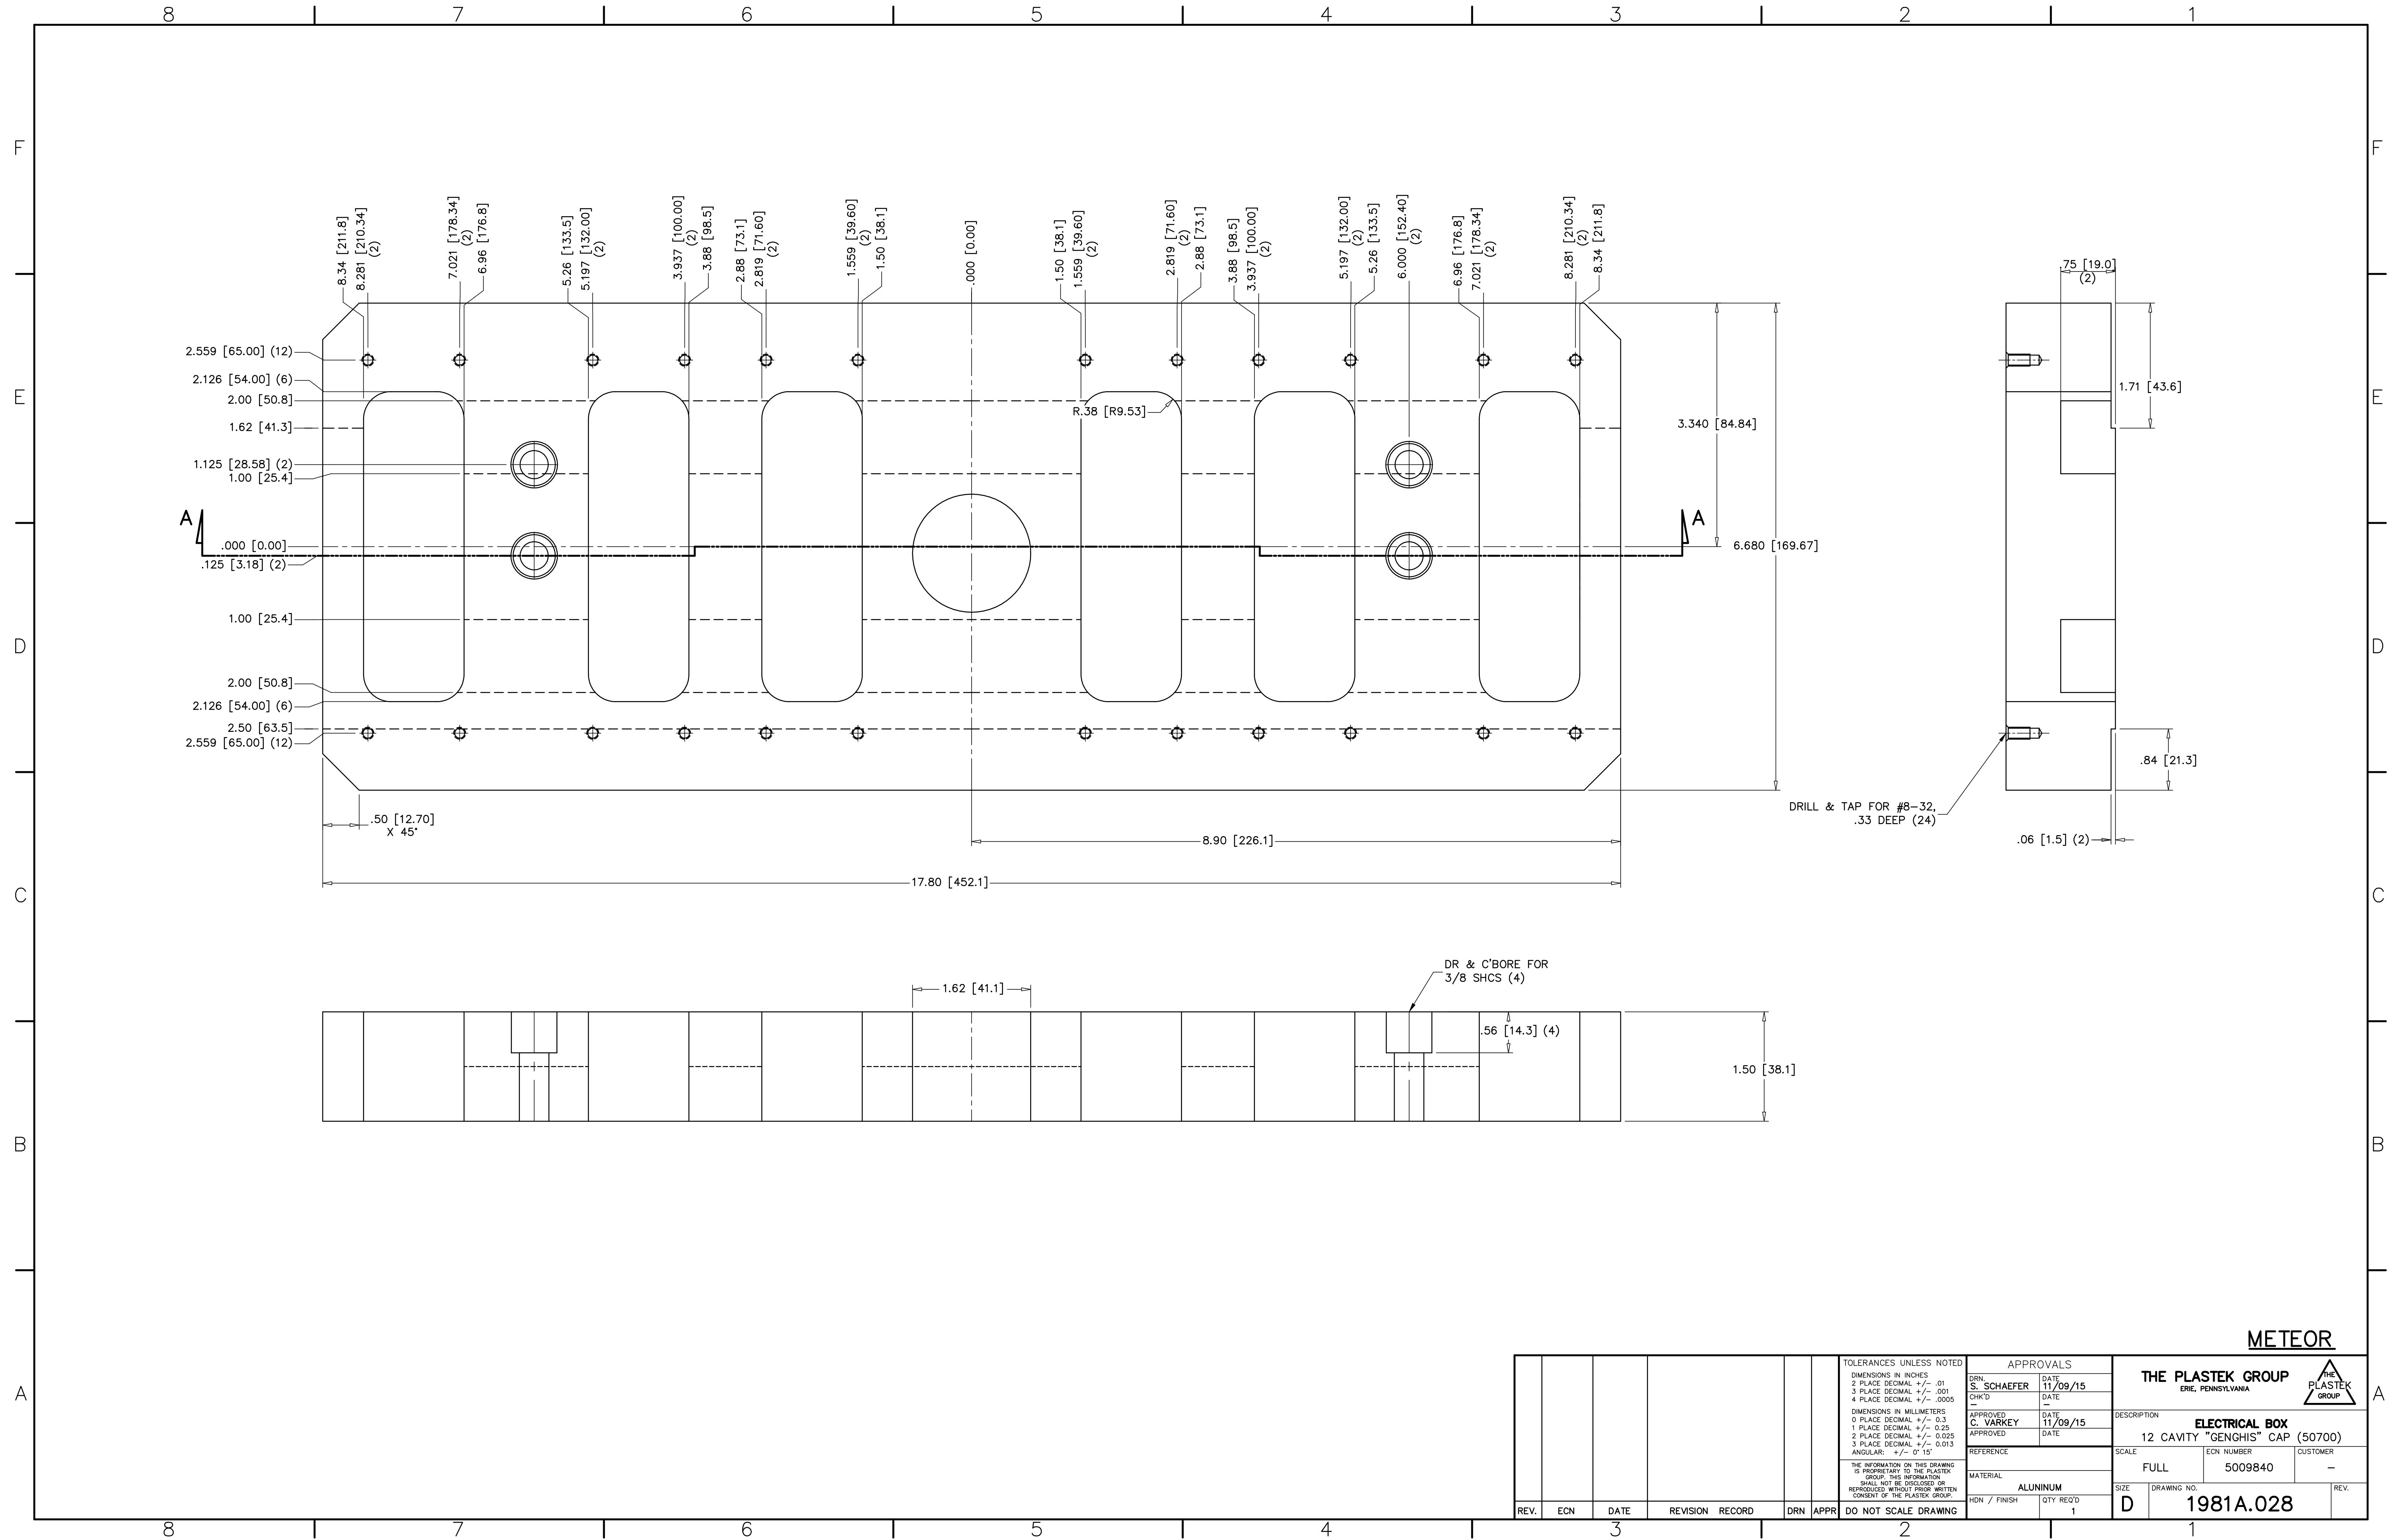 8 7 6 5 4 3 2 1
F F
E E
D D
C C
B B
A A
8.34 [211.8]
8.281 [210.34]
(2)
7.021 [178.34]
(2)
6.96 [176.8]
5.26 [133.5]
5.197 [132.00]
(2)
3.937 [100.00]
(2)
3.88 [98.5]
2.88 [73.1]
2.819 [71.60]
(2)
1.559 [39.60]
(2)
1.50 [38.1]
.000 [0.00]
1.50 [38.1]
1.559 [39.60]
(2)
2.819 [71.60]
(2)
2.88 [73.1]
3.88 [98.5]
3.937 [100.00]
(2)
5.197 [132.00]
(2)
5.26 [133.5]
6.000 [152.40]
(2)
6.96 [176.8]
7.021 [178.34]
(2)
8.281 [210.34]
(2)
8.34 [211.8]
2.559 [65.00] (12)
2.126 [54.00] (6)
2.00 [50.8]
1.62 [41.3]
1.125 [28.58] (2)
1.00 [25.4]
A
.000 [0.00]
.125 [3.18] (2)
1.00 [25.4]
2.00 [50.8]
2.126 [54.00] (6)
2.50 [63.5]
2.559 [65.00] (12)
R.38 [R9.53]
A
3.340 [84.84]
6.680 [169.67]
.50 [12.70]
X 45°
8.90 [226.1]
17.80 [452.1]
.75 [19.0]
(2)
1.71 [43.6]
.84 [21.3]
DRILL & TAP FOR #8-32,
.33 DEEP (24)
.06 [1.5] (2)
1.62 [41.1]
DR & C'BORE FOR
3/8 SHCS (4)
.56 [14.3] (4)
1.50 [38.1]
METEOR
REV. ECN DATE REVISION RECORD DRN APPR
TOLERANCES UNLESS NOTED
DIMENSIONS IN INCHES
2 PLACE DECIMAL +/- .01
3 PLACE DECIMAL +/- .001
4 PLACE DECIMAL +/- .0005
DIMENSIONS IN MILLIMETERS
0 PLACE DECIMAL +/- 0.3
1 PLACE DECIMAL +/- 0.25
2 PLACE DECIMAL +/- 0.025
3 PLACE DECIMAL +/- 0.013
ANGULAR: +/- 0° 15'
THE INFORMATION ON THIS DRAWING
IS PROPRIETARY TO THE PLASTEK
GROUP. THIS INFORMATION
SHALL NOT BE DISCLOSED OR
REPRODUCED WITHOUT PRIOR WRITTEN
CONSENT OF THE PLASTEK GROUP.
DO NOT SCALE DRAWING
APPROVALS
DRN. DATE
S. SCHAEFER 11/09/15
CHK'D DATE
- -
APPROVED DATE
C. VARKEY 11/09/15
APPROVED DATE
REFERENCE
MATERIAL
ALUNINUM
HDN / FINISH QTY REQ'D
1
THE PLASTEK GROUP
ERIE, PENNSYLVANIA
THE
PLASTEK
GROUP
DESCRIPTION
ELECTRICAL BOX
12 CAVITY "GENGHIS" CAP (50700)
SCALE ECN NUMBER CUSTOMER
FULL 5009840 -
SIZE DRAWING NO. REV.
D 1981A.028
8 7 6 5 4 3 2 1